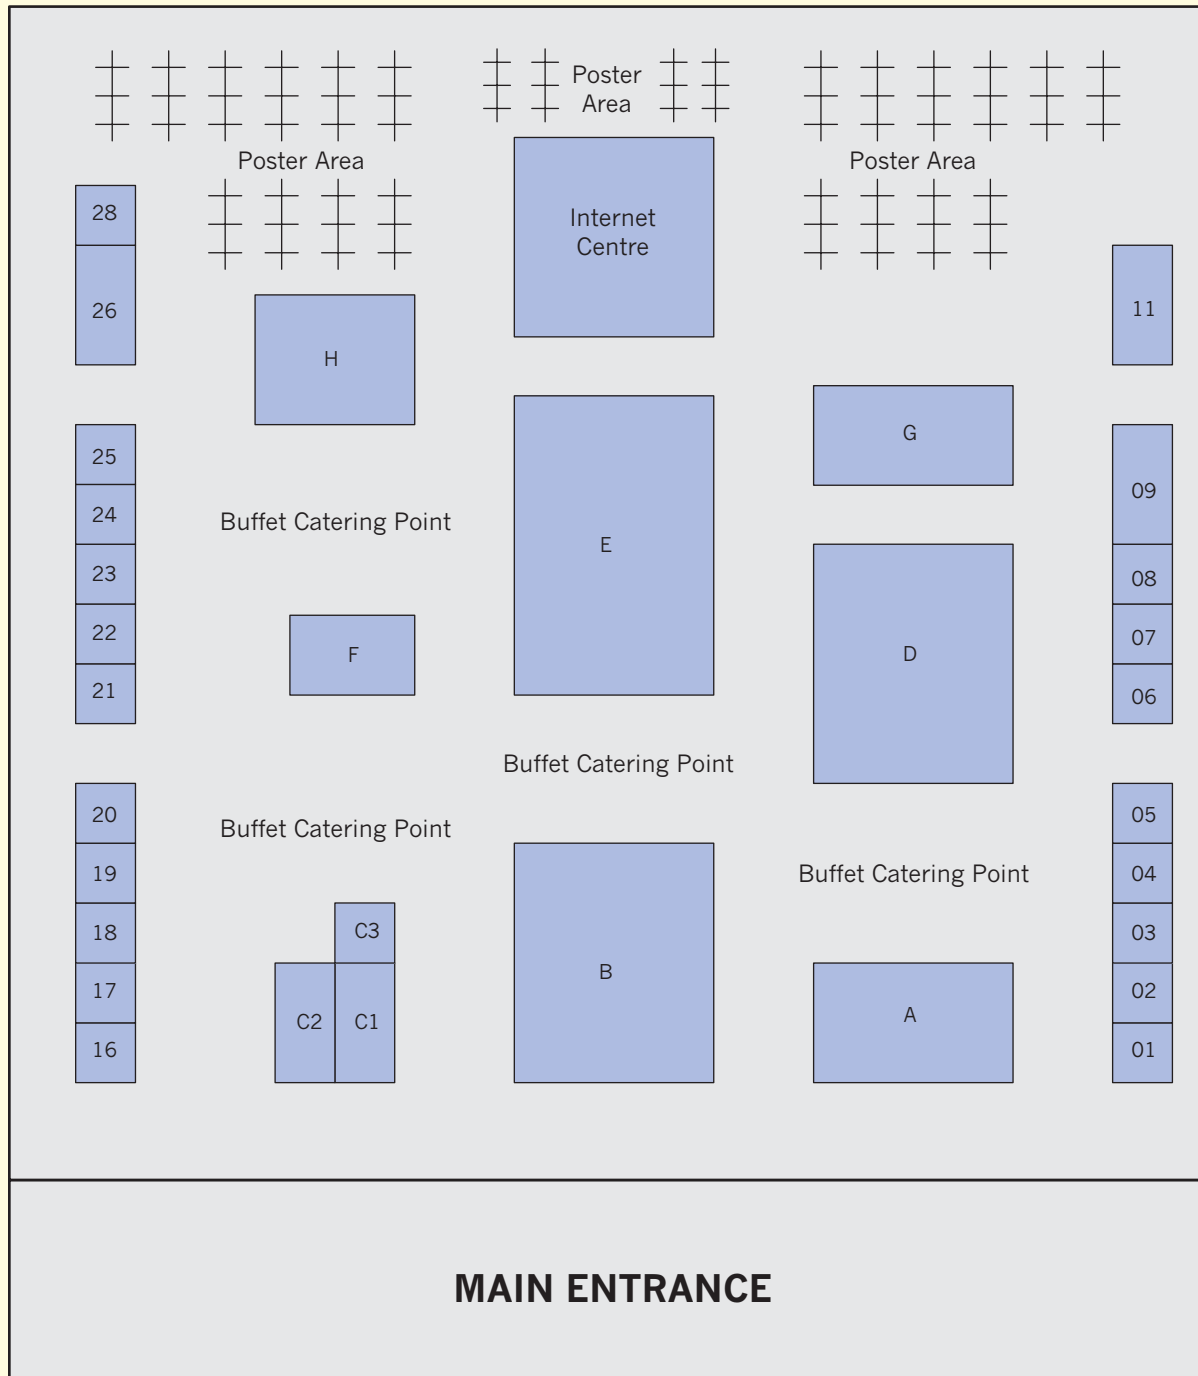 Poster
Area
Poster Area
Poster Area
28
Internet
Centre
26
11
H
G
25
09
24
Buffet Catering Point
E
23
08
22
07
F
D
21
06
Buffet Catering Point
20
05
Buffet Catering Point
19
04
Buffet Catering Point
18
C3
03
17
B
02
C2
C1
A
16
01
MAIN ENTRANCE